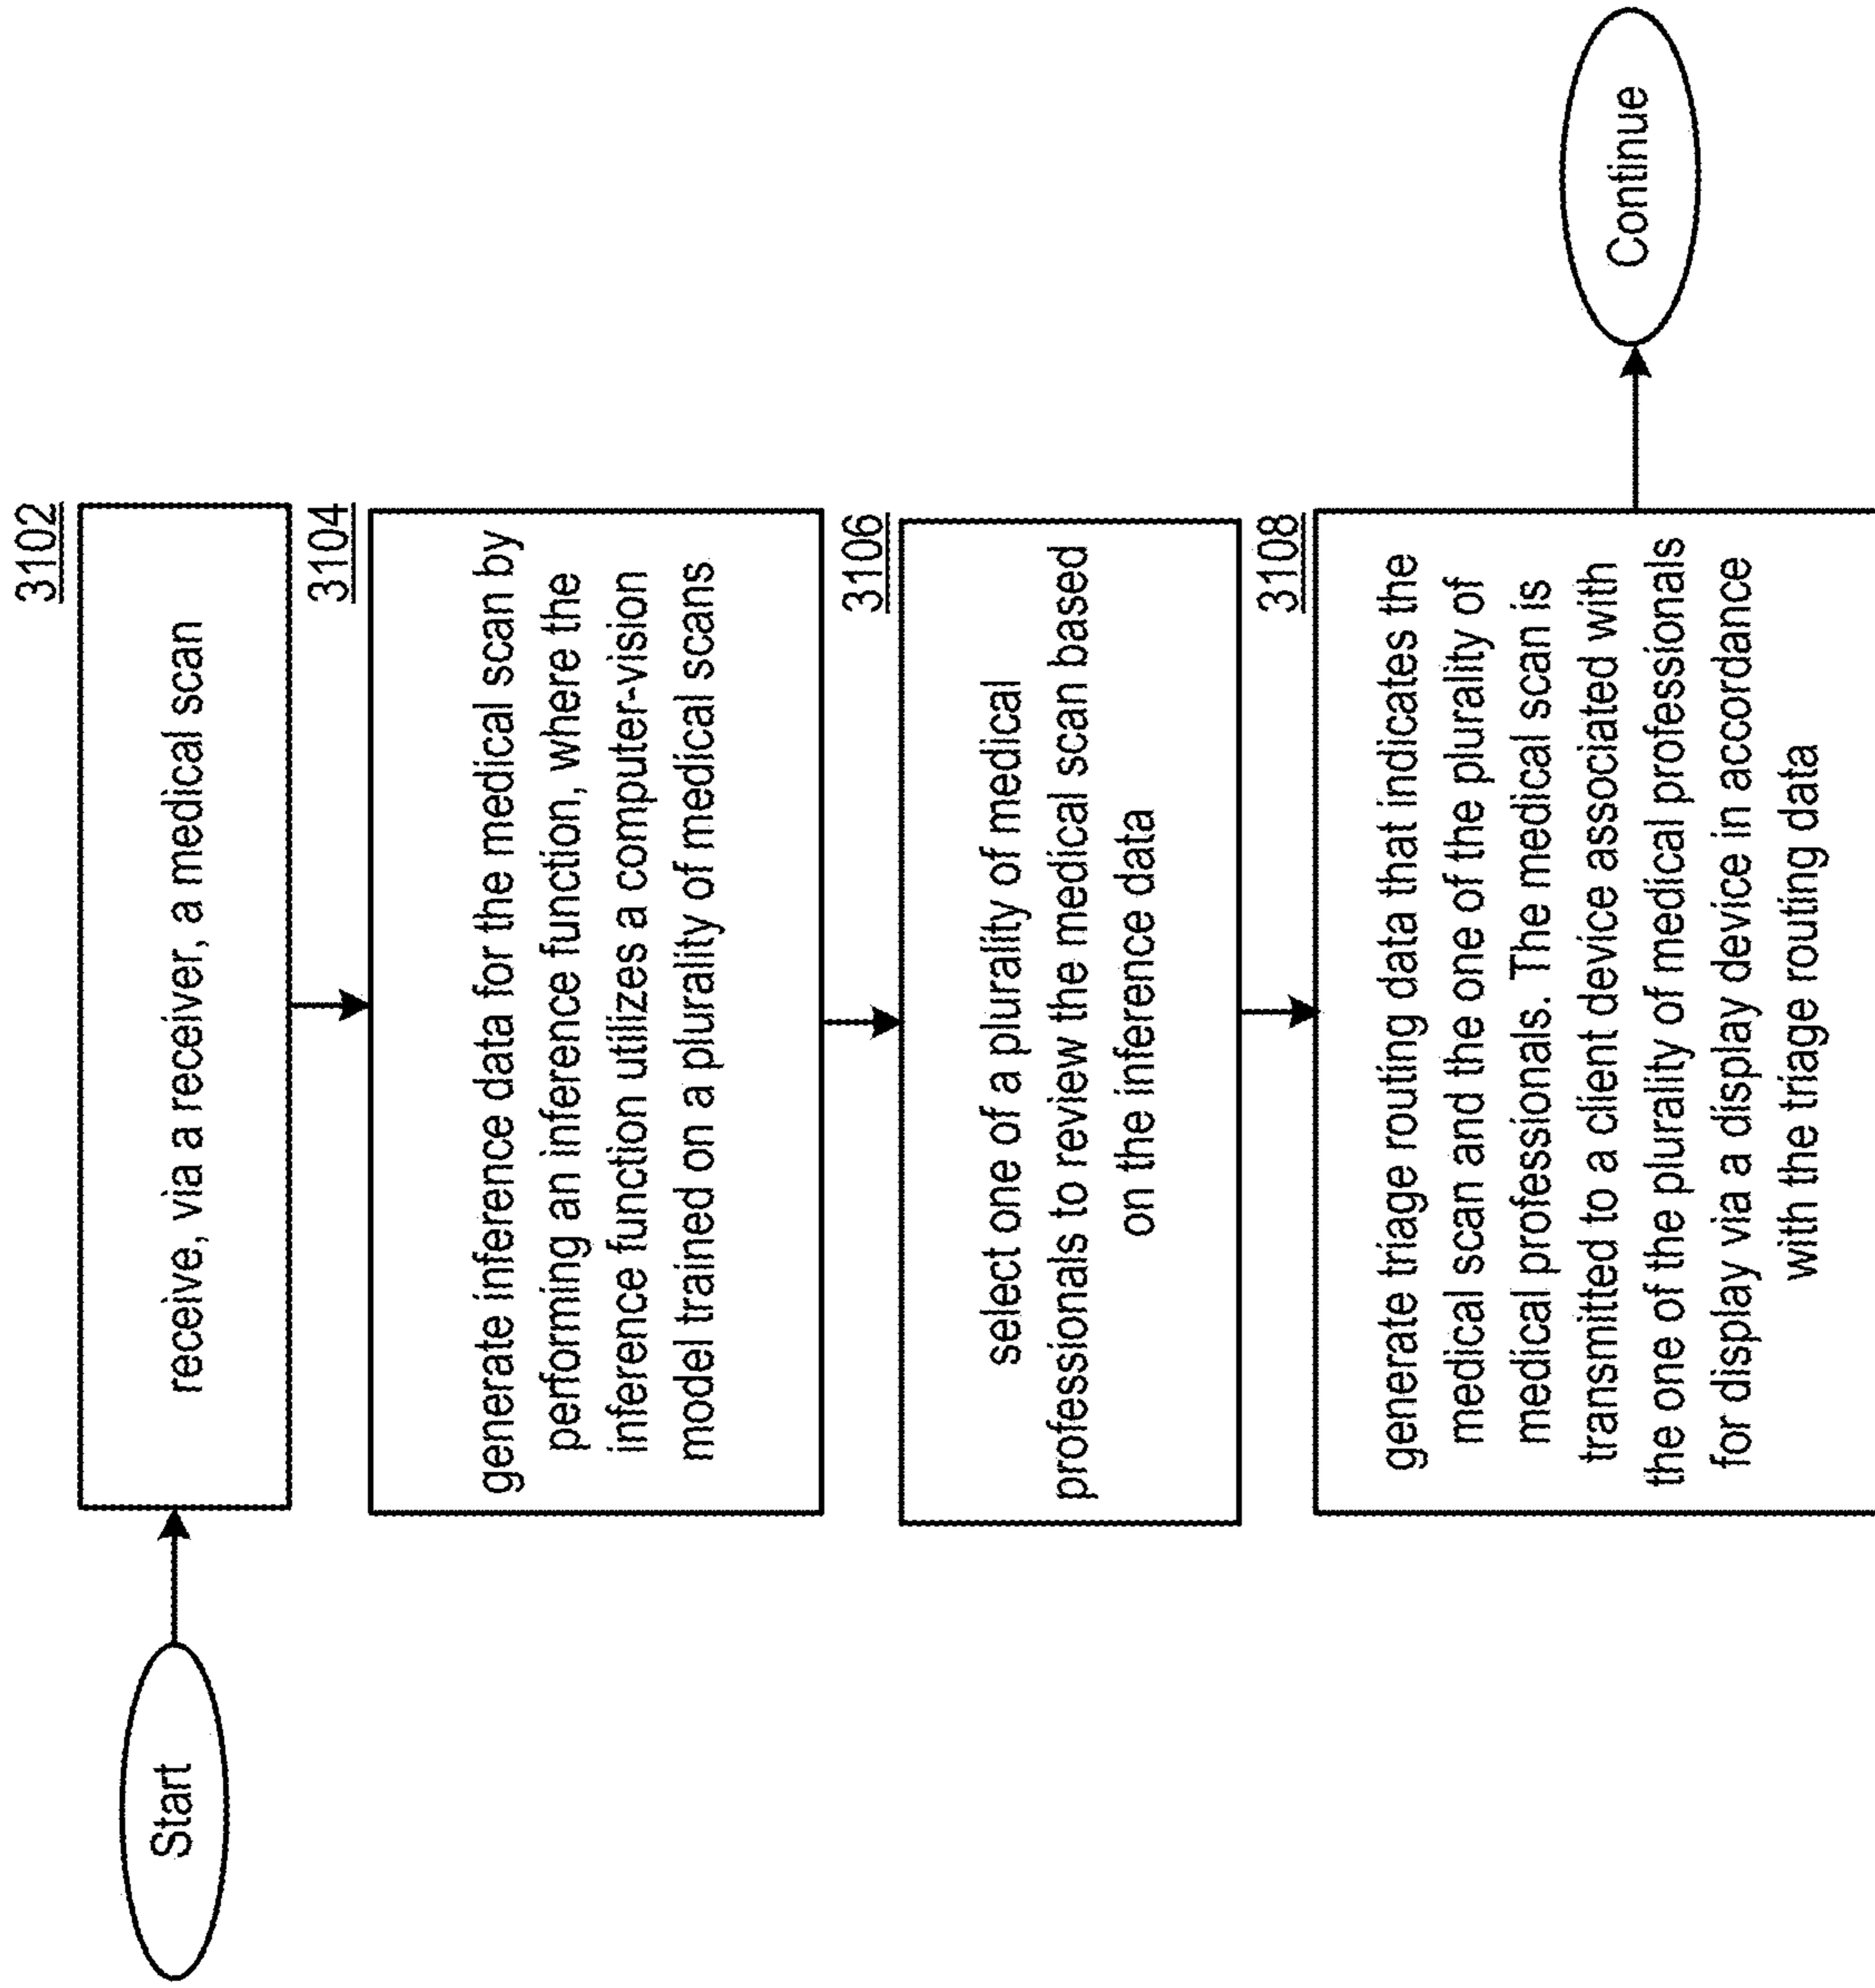 Start
3102
receive, via a receiver, a medical scan
3104
generate inference data for the medical scan by
performing an inference function, where the
inference function utilizes a computer-vision
model trained on a plurality of medical scans
3106
select one of a plurality of medical
professionals to review the medical scan based
on the inference data
3108
generate triage routing data that indicates the
medical scan and the one of the plurality of
medical professionals. The medical scan is
transmitted to a client device associated with
the one of the plurality of medical professionals
for display via a display device in accordance
with the triage routing data
Continue